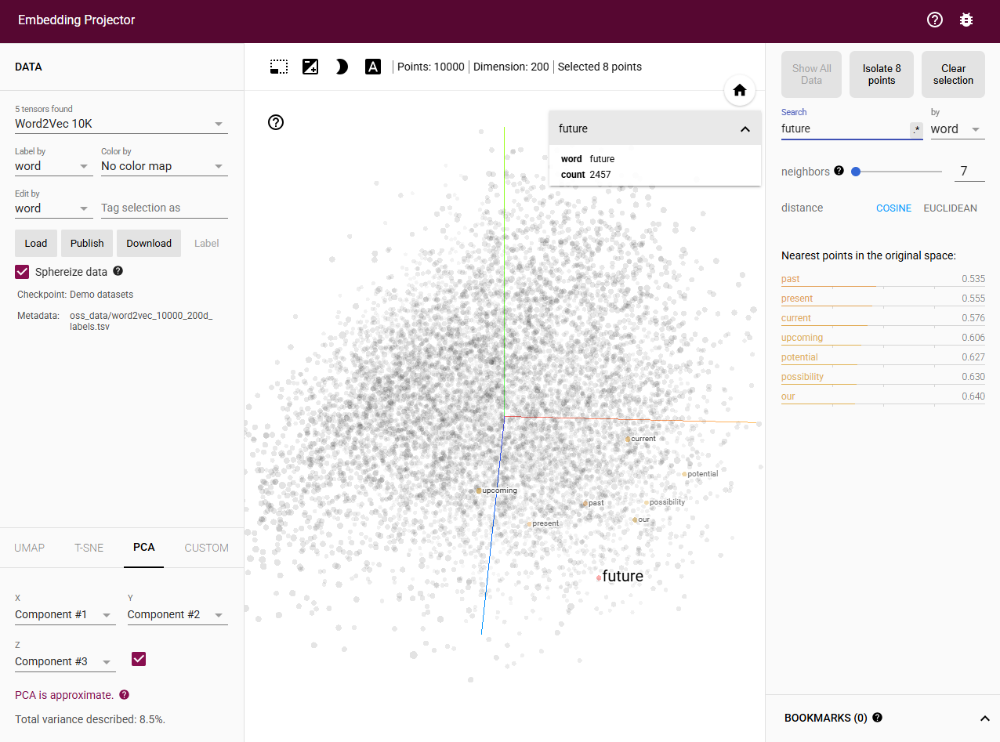 Embedding Projector
DATA
5 tensors found
Word2Vec 10K
Label by
Color by
word
No color map
Edit by
word
Tag selection as
Load
Publish
Download
Label
Sphereize data
Checkpoint: Demo datasets
Metadata: oss_data/word2vec_10000_200d_
labels.tsv
UMAP
T-SNE
PCA
CUSTOM
X
Y
Component #1
Component #2
Z
Component #3
PCA is approximate.
Total variance described: 8.5%.
A
Points: 10000 | Dimension: 200 | Selected 8 points
future
word future
count 2457
current
potential
upcoming
past
possibility
present
our
future
Show All
Data
Isolate 8
points
Clear
selection
Search
by
future
.*
word
neighbors
7
distance
COSINE
EUCLIDEAN
Nearest points in the original space:
past 0.535
present 0.555
current 0.576
upcoming 0.606
potential 0.627
possibility 0.630
our 0.640
BOOKMARKS (0)